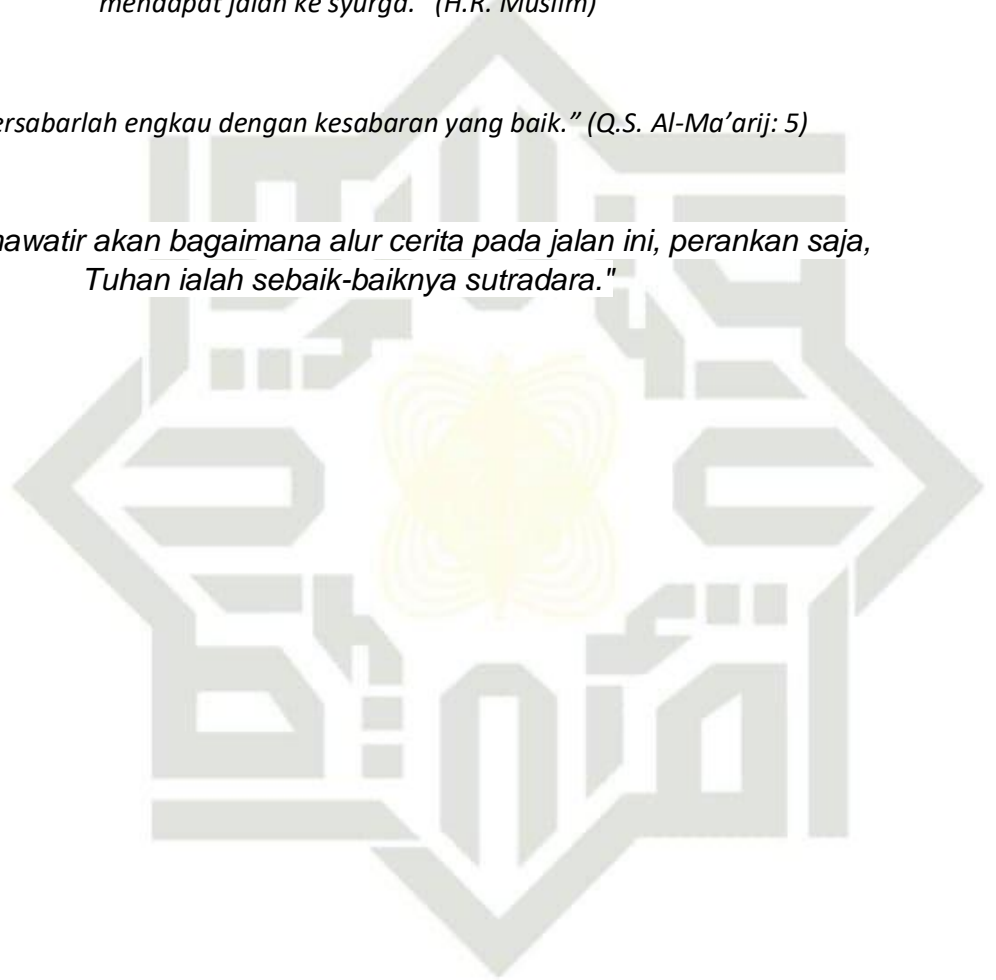 mendapat jalan ke syurga." (H.R. Muslim)
ersabarlah engkau dengan kesabaran yang baik.” (Q.S. Al-Ma’arij: 5)
awatir akan bagaimana alur cerita pada jalan ini, perankan saja,
Tuhan ialah sebaik-baiknya sutradara."